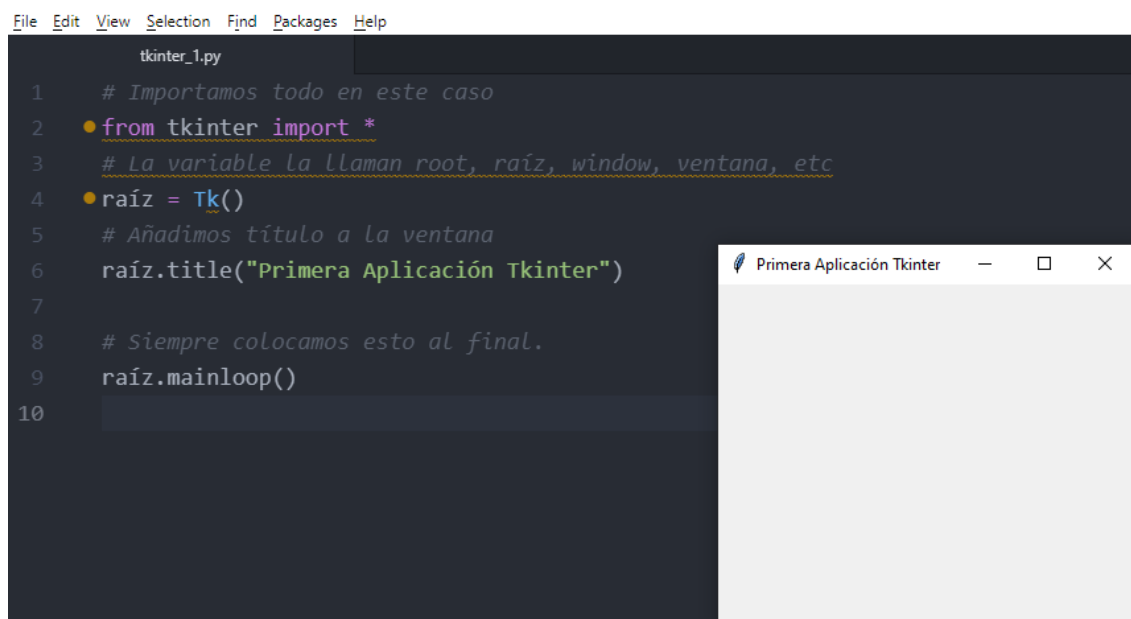 File Edit View Selection Find Packages Help
tkinter_1.py
1 # Importamos todo en este caso
2 from tkinter import *
3 # La variable la llaman root, raíz, window, ventana, etc
4 raíz = Tk()
5 # Añadimos título a la ventana
6 raíz.title("Primera Aplicación Tkinter")
7
8 # Siempre colocamos esto al final.
9 raíz.mainloop()
10
Primera Aplicación Tkinter